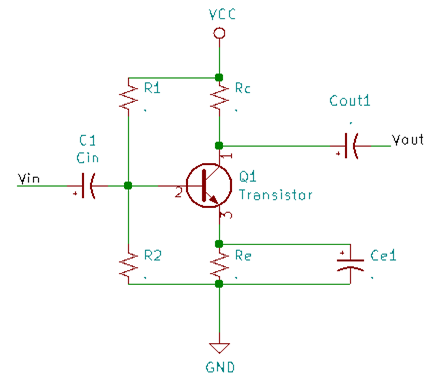 VCC
R1
Rc
Cout1
C1
Cin
Vout
1
Q1
Vin
2
Transistor
3
R2
Re
Ce1
GND